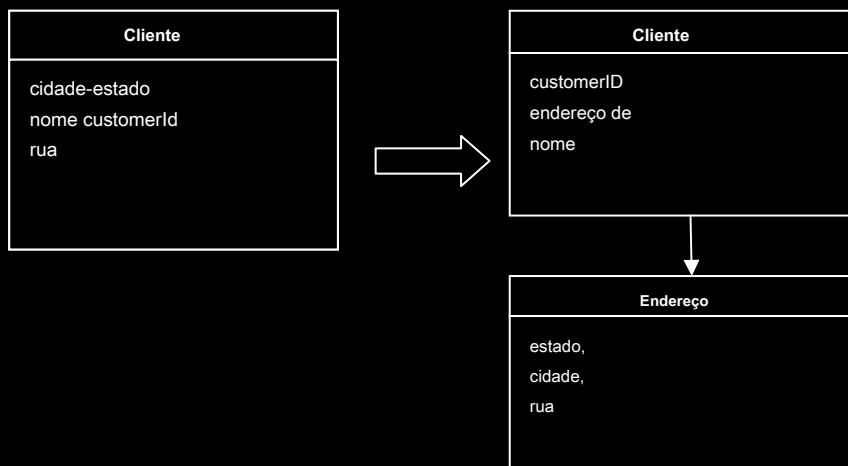 Cliente
cidade-estado
nome customerId
rua
Cliente
customerID
endereço de
nome
Endereço
estado,
cidade,
rua